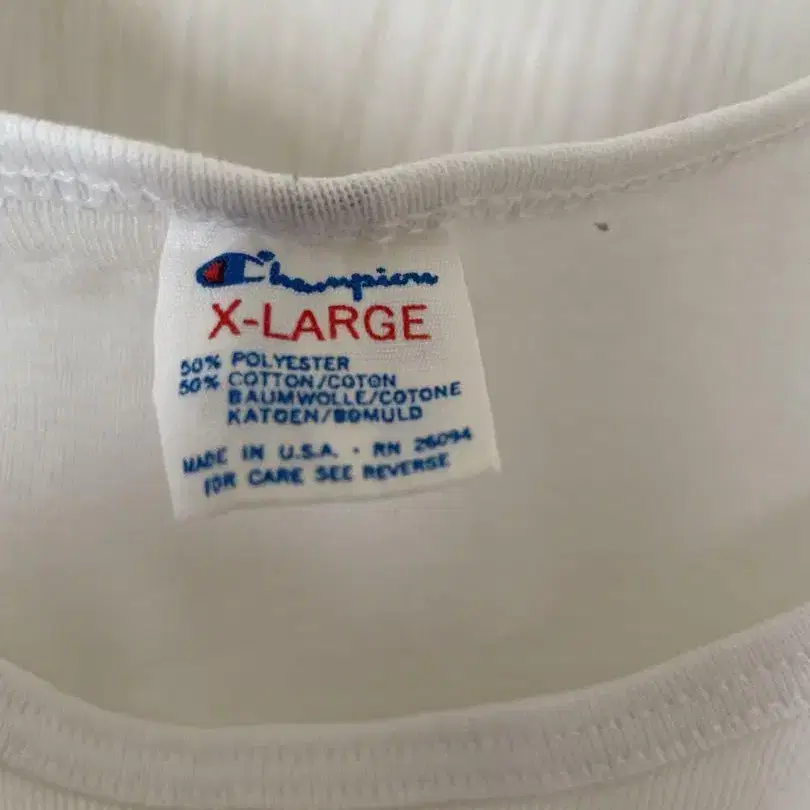 Champion
X-LARGE
50% POLYESTER
50% COTTON/COTON
BAUMWOLLE/COTONE
KATOEN/BOMULD
MADE IN U.S.A. · RN 26094
FOR CARE SEE REVERSE